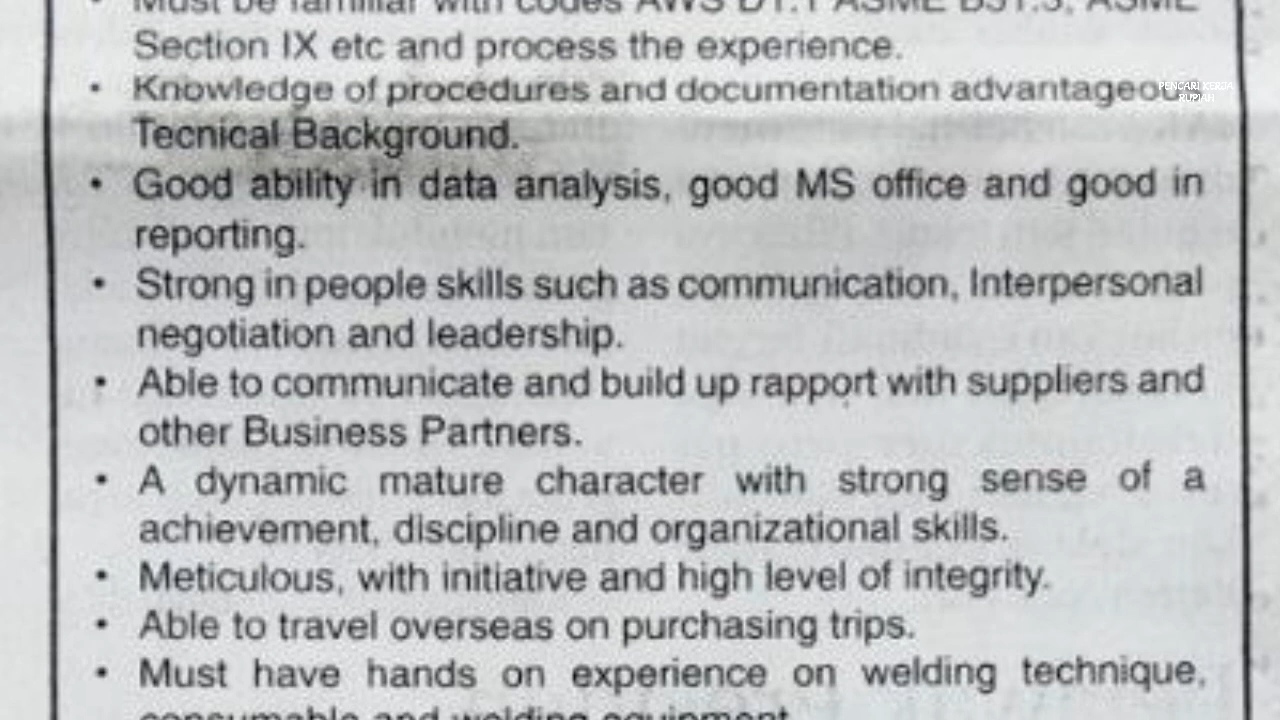 • Must be familiar with codes AWS D1.1 ASME B31.3, ASME
Section IX etc and process the experience.
• Knowledge of procedures and documentation advantageous
PENCARI KERJA
RUPIAH
Tecnical Background.
• Good ability in data analysis, good MS office and good in
reporting.
• Strong in people skills such as communication, Interpersonal
negotiation and leadership.
• Able to communicate and build up rapport with suppliers and
other Business Partners.
• A dynamic mature character with strong sense of a
achievement, discipline and organizational skills.
• Meticulous, with initiative and high level of integrity.
• Able to travel overseas on purchasing trips.
• Must have hands on experience on welding technique,
consumable and welding equipment.